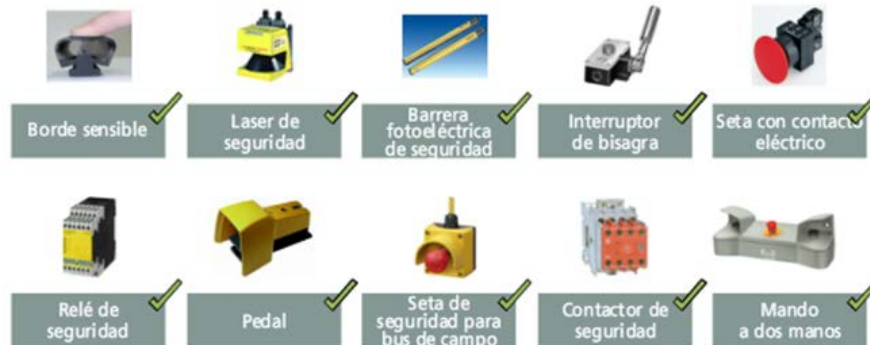 Borde sensible
Laser de
seguridad
Barrera
fotoeléctrica
de seguridad
Interruptor
de bisagra
Seta con contacto
eléctrico
Relé de
seguridad
Pedal
Seta de
seguridad para
bus de campo
Contactor de
seguridad
Mando
a dos manos